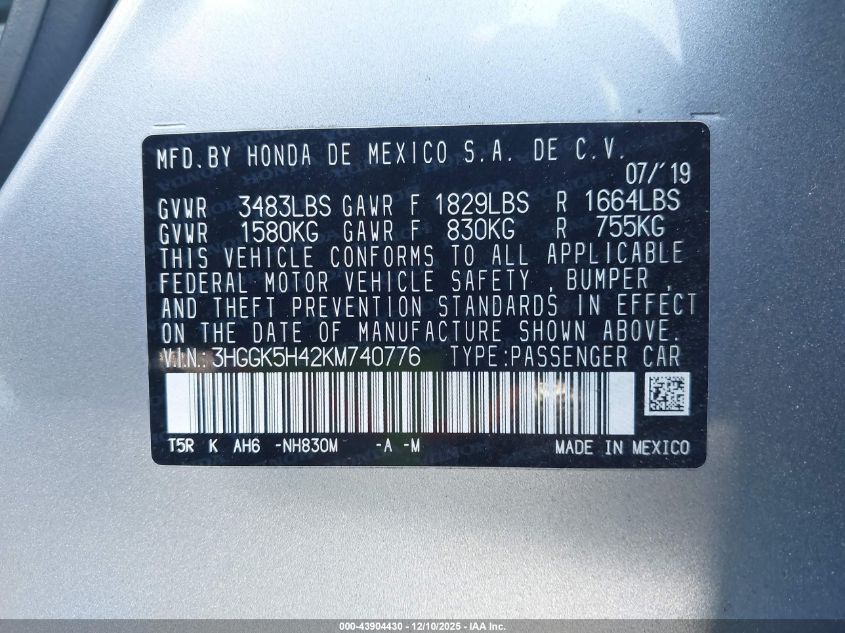 MFD. BY HONDA DE MEXICO S.A. DE C.V.
07/'19
GVWR 3483LBS GAWR F 1829LBS R 1664LBS
GVWR 1580KG GAWR F 830KG R 755KG
THIS VEHICLE CONFORMS TO ALL APPLICABLE
FEDERAL MOTOR VEHICLE SAFETY , BUMPER ,
AND THEFT PREVENTION STANDARDS IN EFFECT
ON THE DATE OF MANUFACTURE SHOWN ABOVE.
V.I.N.: 3HGGK5H42KM740776 TYPE:PASSENGER CAR
T5R K AH6 -NH830M -A -M MADE IN MEXICO
000-43904430 - 12/10/2025 - IAA Inc.